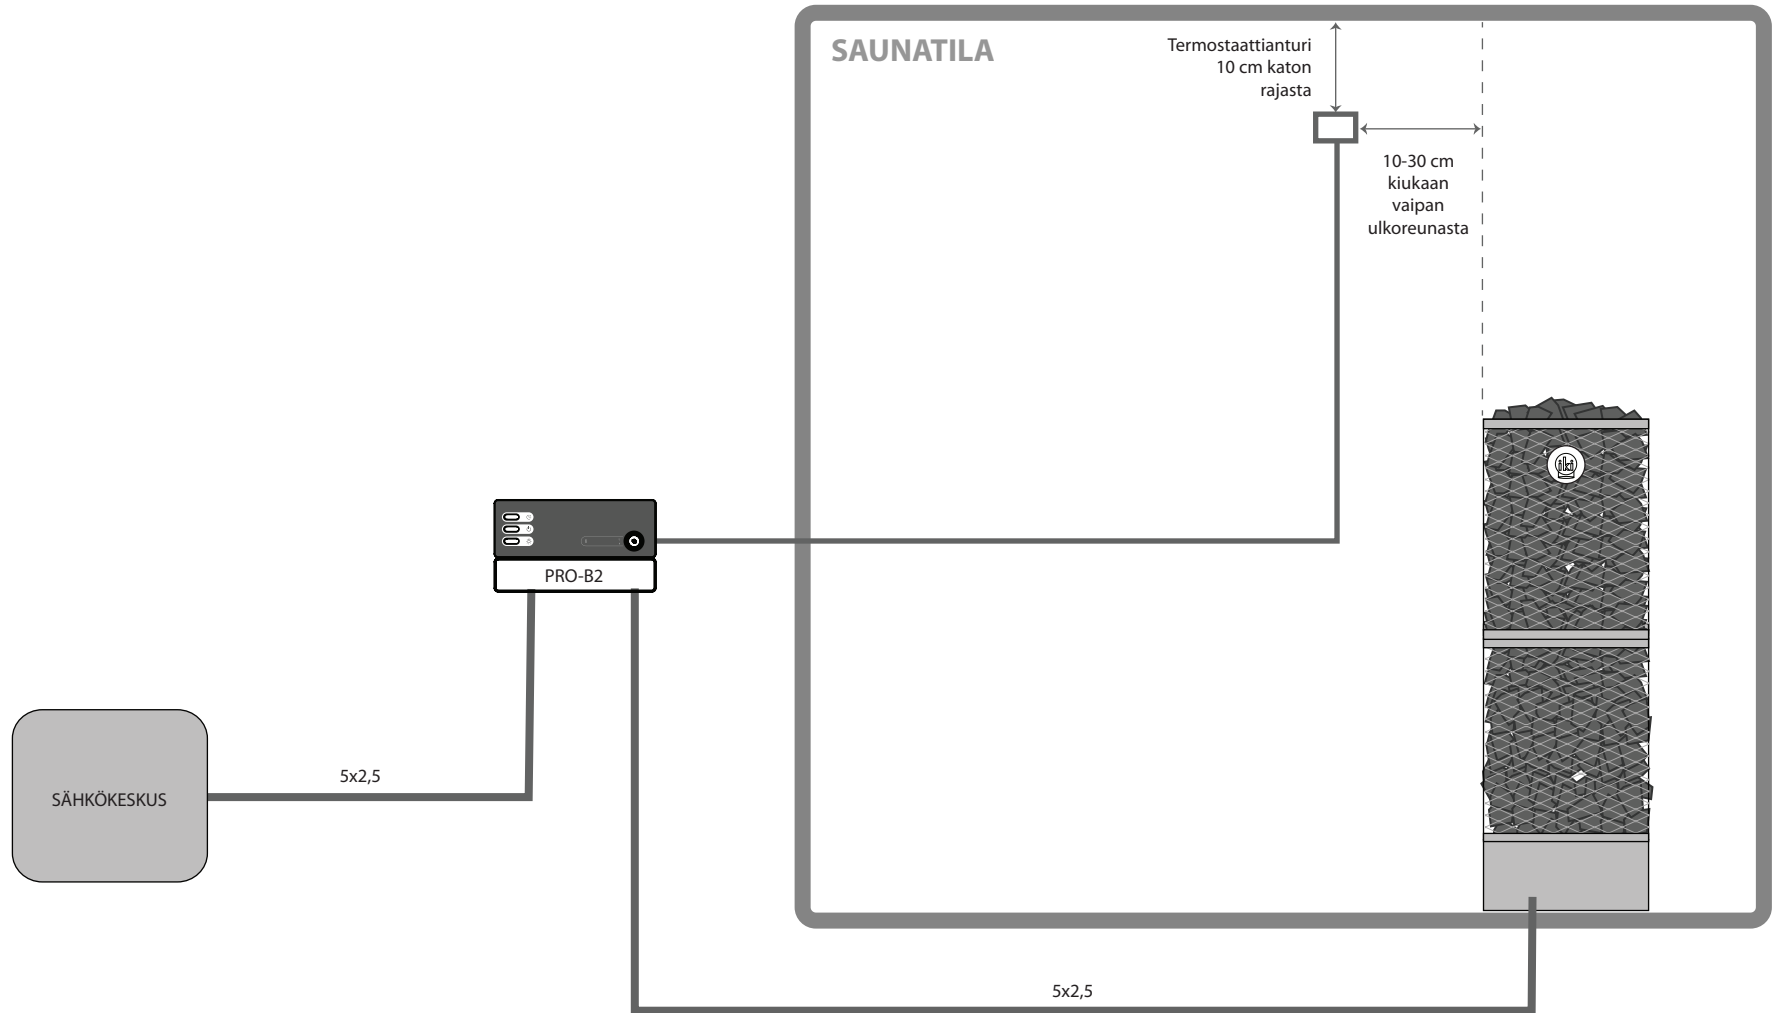 SAUNATILA
Termostaattianturi
10 cm katon
rajasta
10-30 cm
kiukaan
vaipan
ulkoreunasta
iki
PRO-B2
5x2,5
SÄHKÖKESKUS
5x2,5